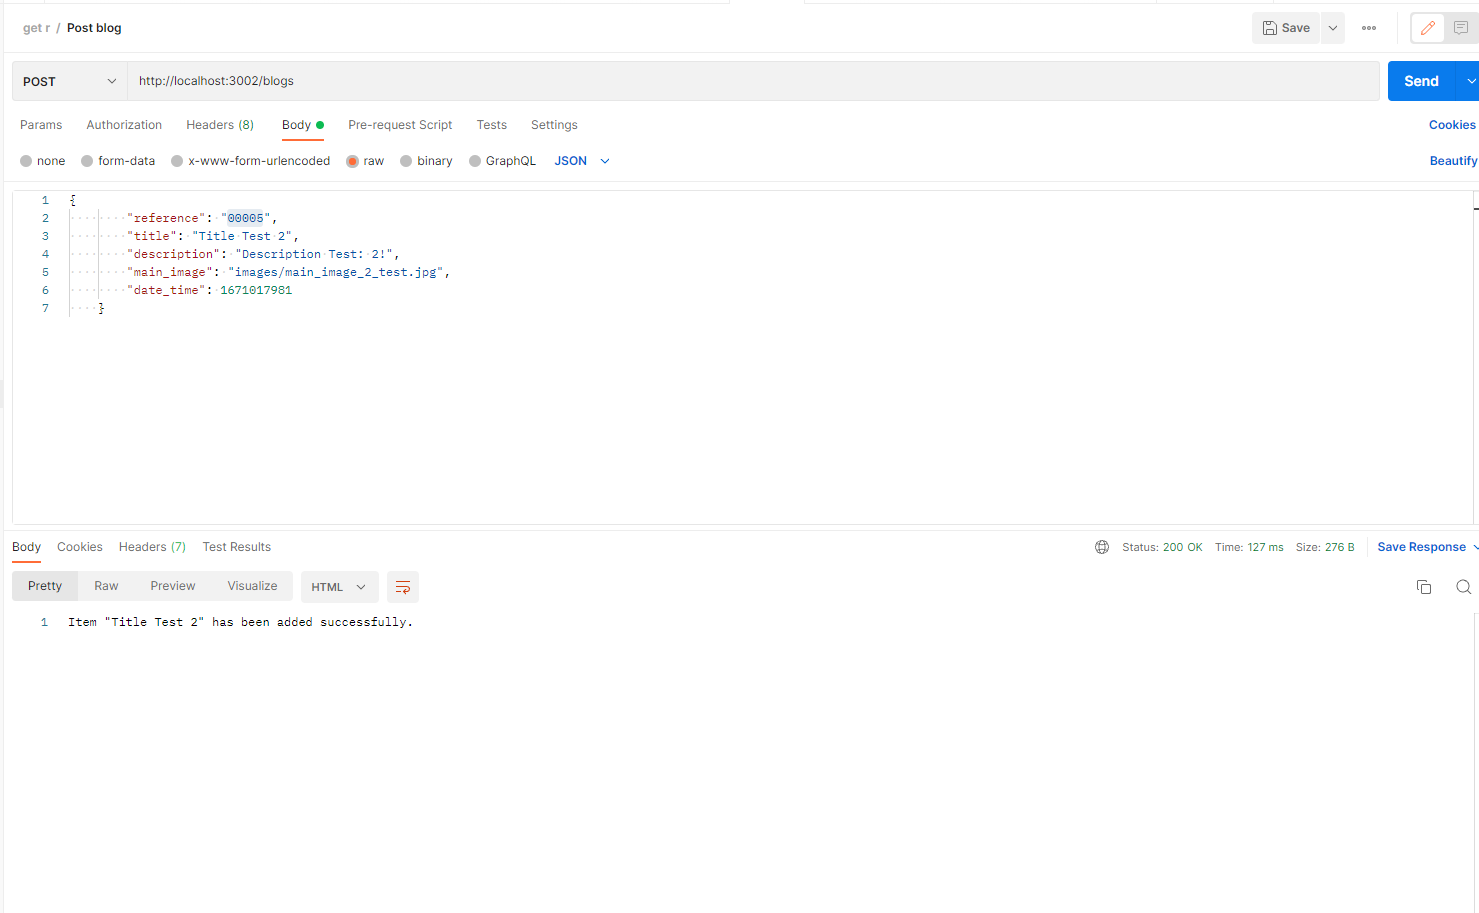 get r / Post blog
Save
POST
http://localhost:3002/blogs
Send
Params Authorization Headers (8) Body Pre-request Script Tests Settings Cookies
none form-data x-www-form-urlencoded raw binary GraphQL JSON Beautify
1 {
2 "reference": "00005",
3 "title": "Title Test 2",
4 "description": "Description Test: 2!",
5 "main_image": "images/main_image_2_test.jpg",
6 "date_time": 1671017981
7 }
Body Cookies Headers (7) Test Results Status: 200 OK Time: 127 ms Size: 276 B Save Response
Pretty Raw Preview Visualize HTML
1 Item "Title Test 2" has been added successfully.